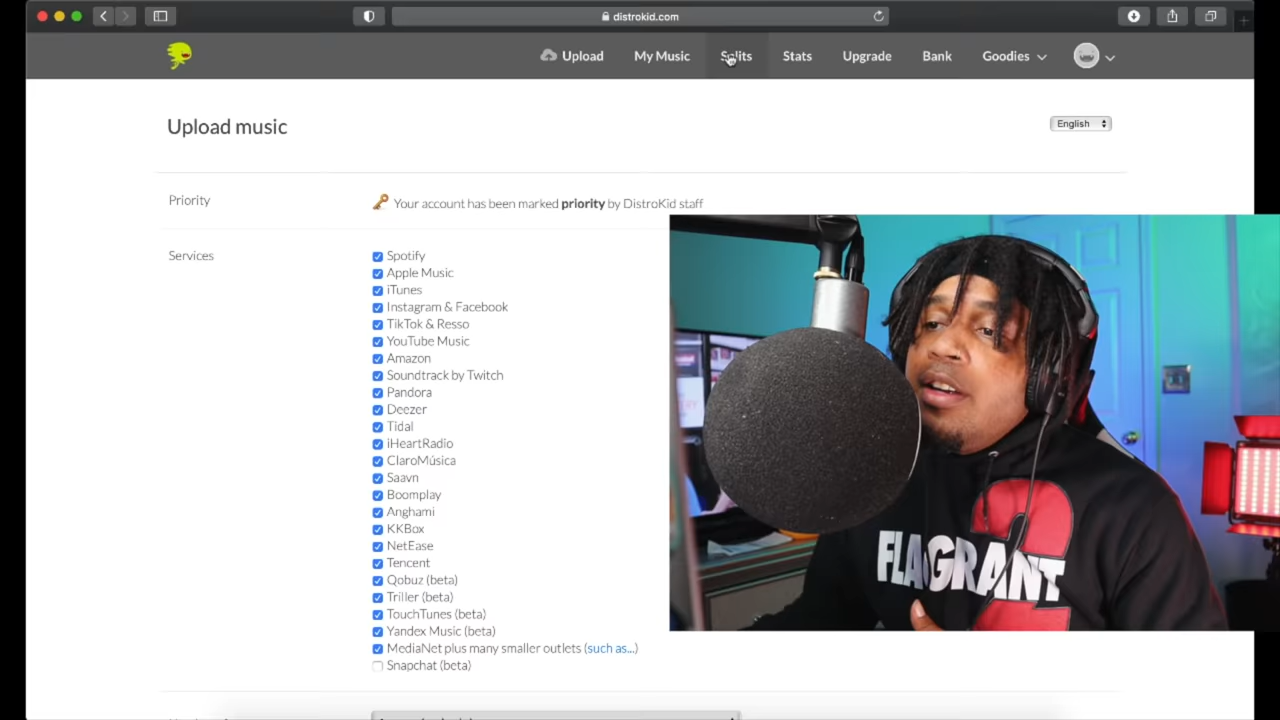 distrokid.com
Upload My Music Splits Stats Upgrade Bank Goodies
Upload music
English
Priority
Your account has been marked priority by DistroKid staff
Services
Spotify
Apple Music
iTunes
Instagram & Facebook
TikTok & Resso
YouTube Music
Amazon
Soundtrack by Twitch
Pandora
Deezer
Tidal
iHeartRadio
ClaroMúsica
Saavn
Boomplay
Anghami
KKBox
NetEase
Tencent
Qobuz (beta)
Triller (beta)
TouchTunes (beta)
Yandex Music (beta)
MediaNet plus many smaller outlets (such as...)
Snapchat (beta)
FLAGRANT
2